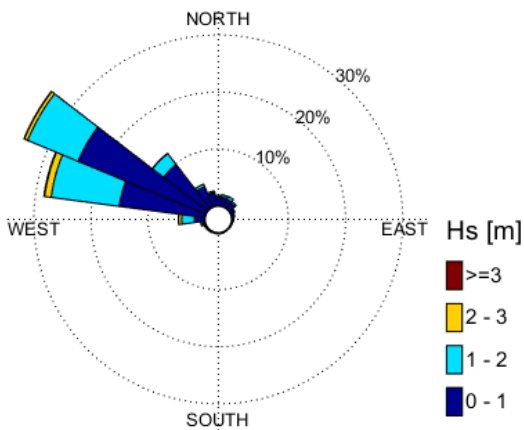 NORTH
30%
20%
10%
WEST
EAST
SOUTH
Hs [m]
>=3
2 - 3
1 - 2
0 - 1